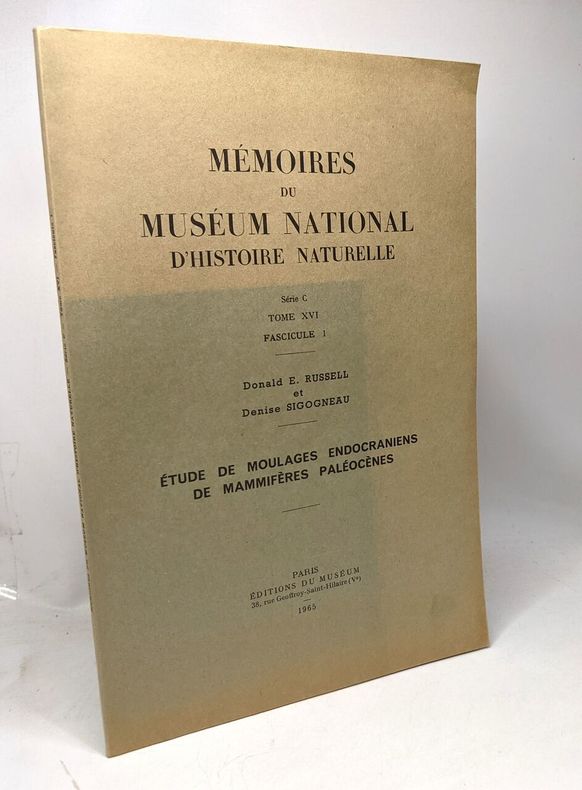 MÉMOIRES
DU
MUSÉUM NATIONAL
D'HISTOIRE NATURELLE
Série C
TOME XVI
FASCICULE 1
Donald E. RUSSELL
et
Denise SIGOGNEAU
ÉTUDE DE MOULAGES ENDOCRANIENS
DE MAMMIFÈRES PALÉOCÈNES
PARIS
ÉDITIONS DU MUSÉUM
38, rue Geoffroy-Saint-Hilaire (Vᵉ)
1965